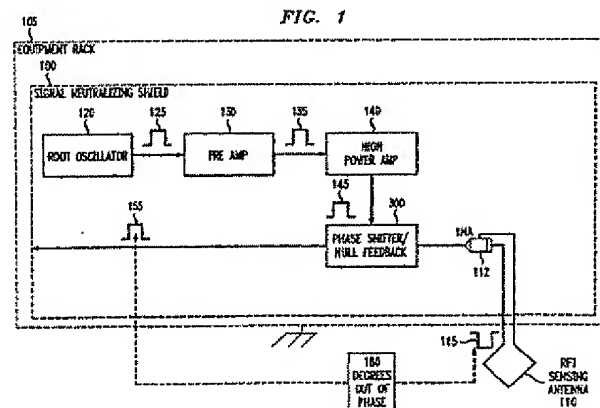 FIG. 1
105
EQUIPMENT RACK
100
SIGNAL NEUTRALIZING SHIELD
120
125
130
135
140
ROOT OSCILLATOR
PRE AMP
HIGH
POWER AMP
145
300
155
PHASE SHIFTER/
NULL FEEDBACK
LNA
112
115
180
DEGREES
OUT OF
PHASE
RFI
SENSING
ANTENNA
110